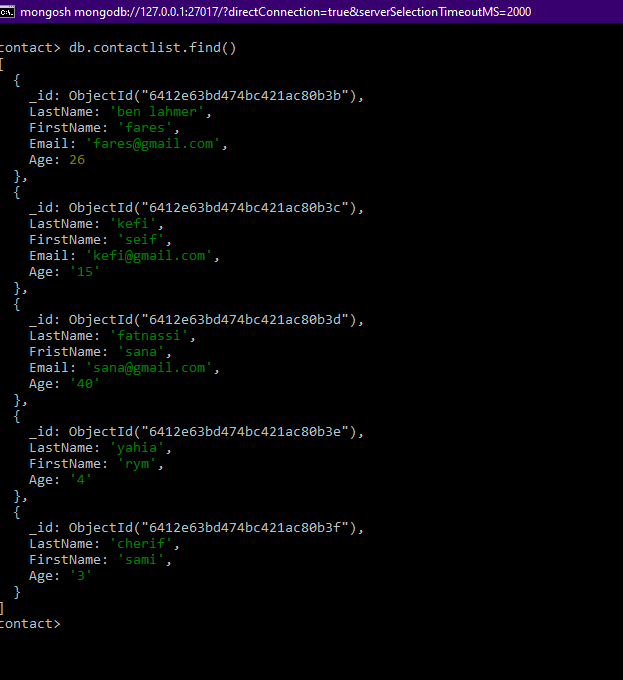 mongosh mongodb://127.0.0.1:27017/?directConnection=true&serverSelectionTimeoutMS=2000
contact> db.contactlist.find()
[
  {
    _id: ObjectId("6412e63bd474bc421ac80b3b"),
    LastName: 'ben lahmer',
    FirstName: 'fares',
    Email: 'fares@gmail.com',
    Age: 26
  },
  {
    _id: ObjectId("6412e63bd474bc421ac80b3c"),
    LastName: 'kefi',
    FirstName: 'seif',
    Email: 'kefi@gmail.com',
    Age: '15'
  },
  {
    _id: ObjectId("6412e63bd474bc421ac80b3d"),
    LastName: 'fatnassi',
    FristName: 'sana',
    Email: 'sana@gmail.com',
    Age: '40'
  },
  {
    _id: ObjectId("6412e63bd474bc421ac80b3e"),
    LastName: 'yahia',
    FirstName: 'rym',
    Age: '4'
  },
  {
    _id: ObjectId("6412e63bd474bc421ac80b3f"),
    LastName: 'cherif',
    FirstName: 'sami',
    Age: '3'
  }
]
contact>